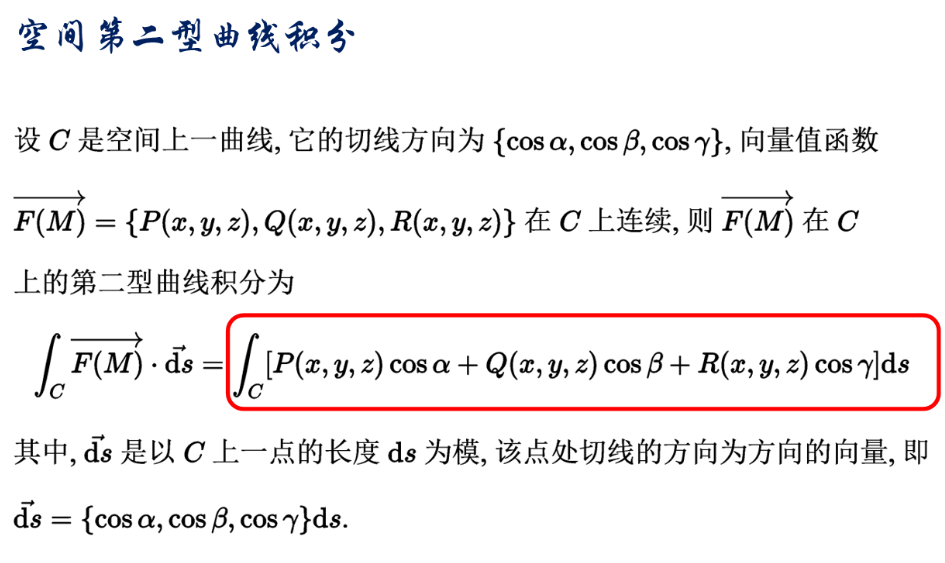 空间第二型曲线积分
设 C 是空间上一曲线, 它的切线方向为 {cos α, cos β, cos γ}, 向量值函数
$\overrightarrow{F(M)}$ = {P(x, y, z), Q(x, y, z), R(x, y, z)} 在 C 上连续, 则 $\overrightarrow{F(M)}$ 在 C
上的第二型曲线积分为
$\int_C \overrightarrow{F(M)} \cdot \vec{\mathrm{d}s} = \int_C [P(x, y, z) \cos α + Q(x, y, z) \cos β + R(x, y, z) \cos γ]\mathrm{d}s$
其中, $\vec{\mathrm{d}s}$ 是以 C 上一点的长度 ds 为模, 该点处切线的方向为方向的向量, 即
$\vec{\mathrm{d}s}$ = {cos α, cos β, cos γ}ds.